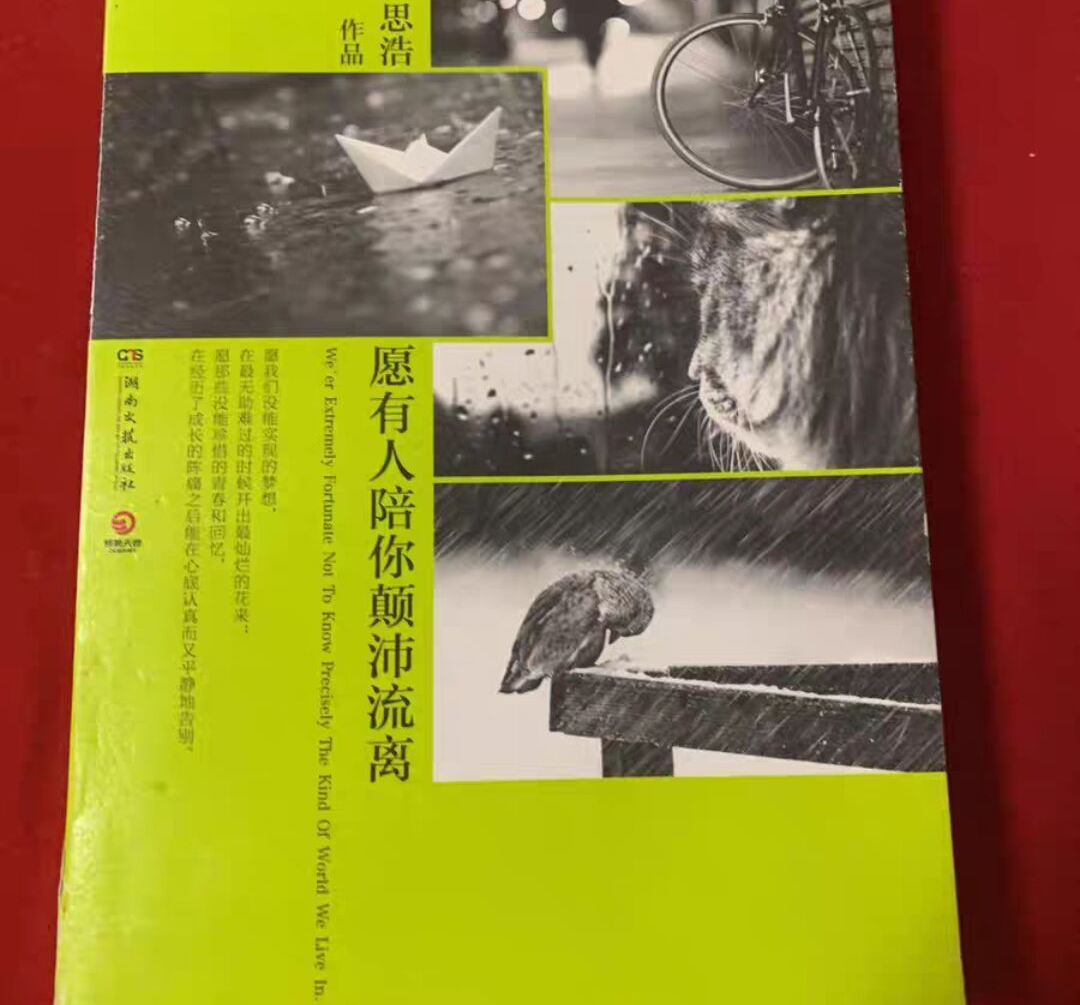 思浩
作品
愿有人陪你颠沛流离
We'er Extremely Fortunate Not To Know Precisely The Kind Of World We Live In.
愿我们没能实现的梦想，
在最无助难过的时候开出最灿烂的花来；
愿那些没能珍惜的青春和回忆，
在经历了成长的阵痛之后能在心底认真而又平静地告别。
CTS
湖南文艺出版社